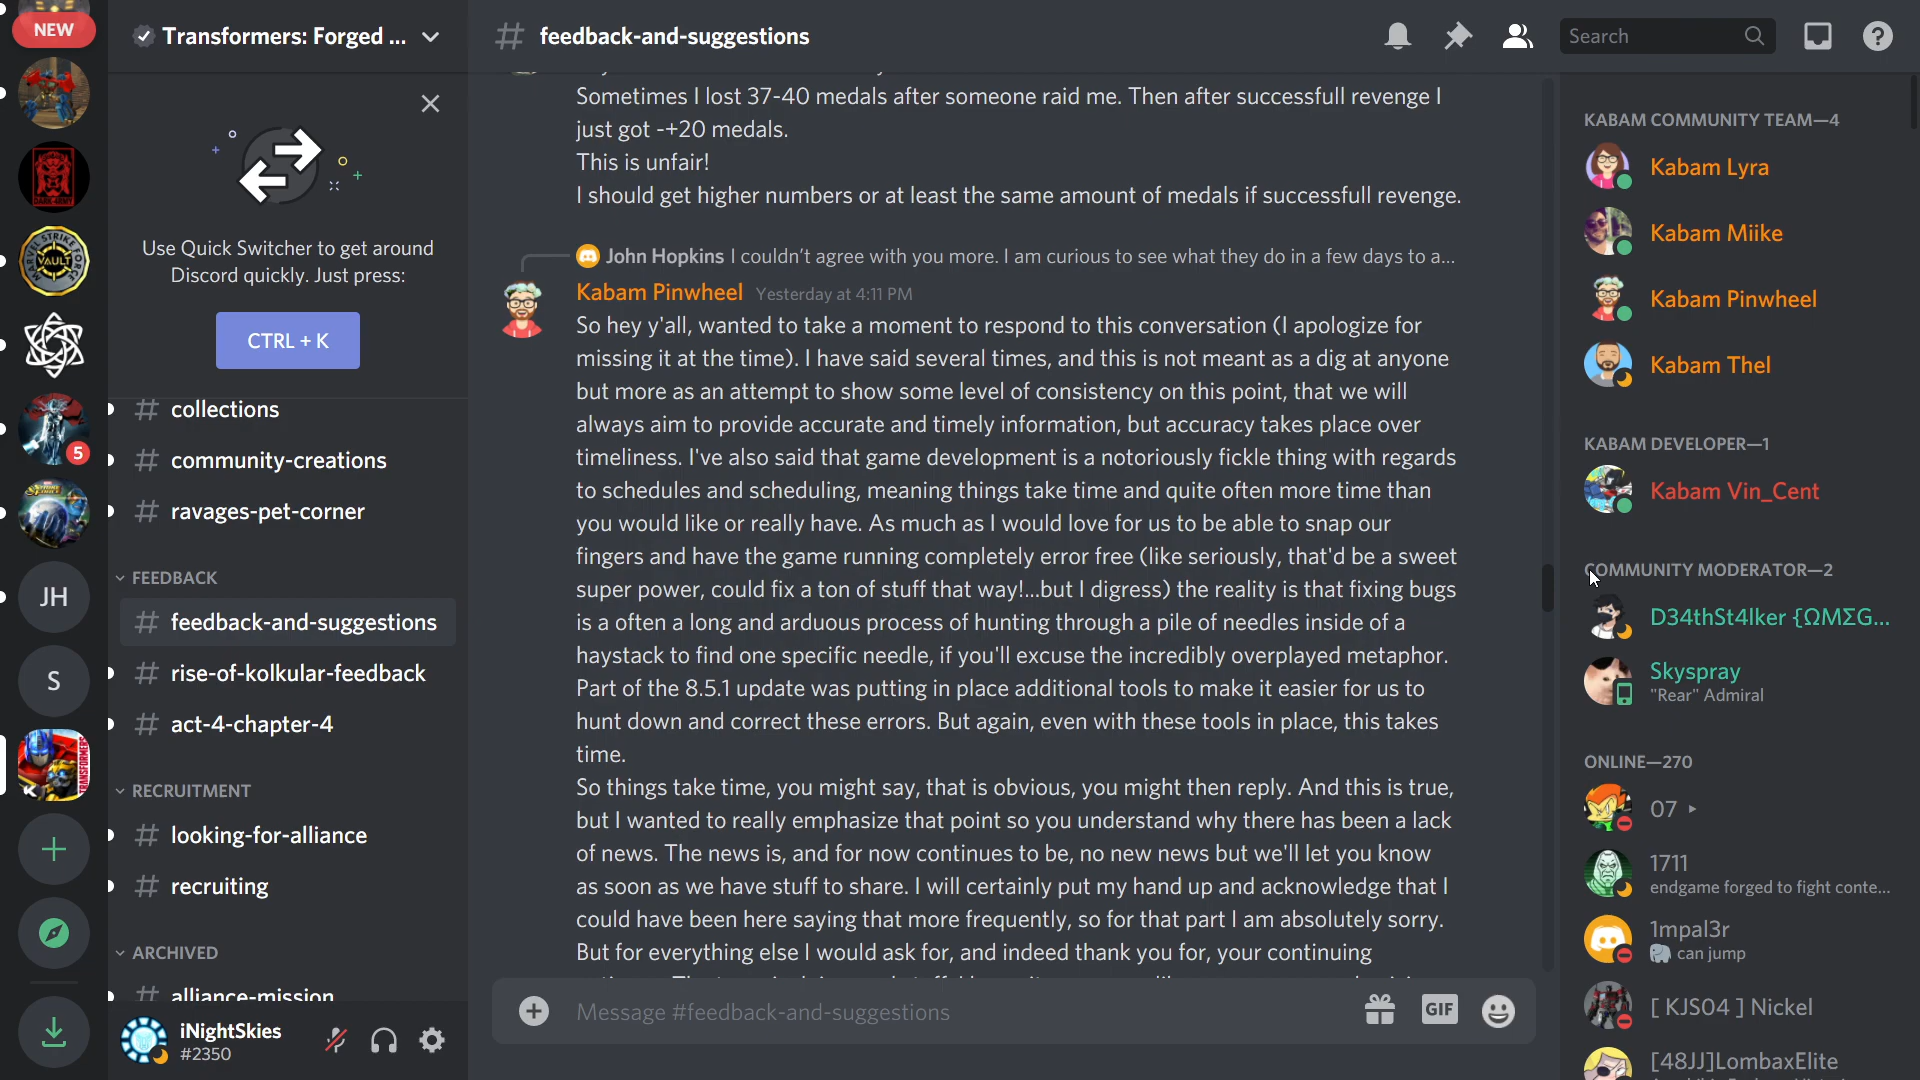 NEW
Transformers: Forged ...
feedback-and-suggestions
Search
Use Quick Switcher to get around
Discord quickly. Just press:
CTRL + K
collections
community-creations
ravages-pet-corner
FEEDBACK
feedback-and-suggestions
rise-of-kolkular-feedback
act-4-chapter-4
RECRUITMENT
looking-for-alliance
recruiting
ARCHIVED
alliance-mission
iNightSkies
#2350
5
JH
S
TRANSFORMERS
MARVEL STRIKE FORCE
VAULT
Sometimes I lost 37-40 medals after someone raid me. Then after successfull revenge I
just got -+20 medals.
This is unfair!
I should get higher numbers or at least the same amount of medals if successfull revenge.
John Hopkins I couldn't agree with you more. I am curious to see what they do in a few days to a...
Kabam Pinwheel Yesterday at 4:11 PM
So hey y'all, wanted to take a moment to respond to this conversation (I apologize for
missing it at the time). I have said several times, and this is not meant as a dig at anyone
but more as an attempt to show some level of consistency on this point, that we will
always aim to provide accurate and timely information, but accuracy takes place over
timeliness. I've also said that game development is a notoriously fickle thing with regards
to schedules and scheduling, meaning things take time and quite often more time than
you would like or really have. As much as I would love for us to be able to snap our
fingers and have the game running completely error free (like seriously, that'd be a sweet
super power, could fix a ton of stuff that way!...but I digress) the reality is that fixing bugs
is a often a long and arduous process of hunting through a pile of needles inside of a
haystack to find one specific needle, if you'll excuse the incredibly overplayed metaphor.
Part of the 8.5.1 update was putting in place additional tools to make it easier for us to
hunt down and correct these errors. But again, even with these tools in place, this takes
time.
So things take time, you might say, that is obvious, you might then reply. And this is true,
but I wanted to really emphasize that point so you understand why there has been a lack
of news. The news is, and for now continues to be, no new news but we'll let you know
as soon as we have stuff to share. I will certainly put my hand up and acknowledge that I
could have been here saying that more frequently, so for that part I am absolutely sorry.
But for everything else I would ask for, and indeed thank you for, your continuing
Message #feedback-and-suggestions
GIF
KABAM COMMUNITY TEAM—4
Kabam Lyra
Kabam Miike
Kabam Pinwheel
Kabam Thel
KABAM DEVELOPER—1
Kabam Vin_Cent
COMMUNITY MODERATOR—2
D34thSt4lker {ΩMΣG...
Skyspray
"Rear" Admiral
ONLINE—270
07
1711
endgame forged to fight conte...
1mpal3r
can jump
[ KJS04 ] Nickel
[48JJ]LombaxElite